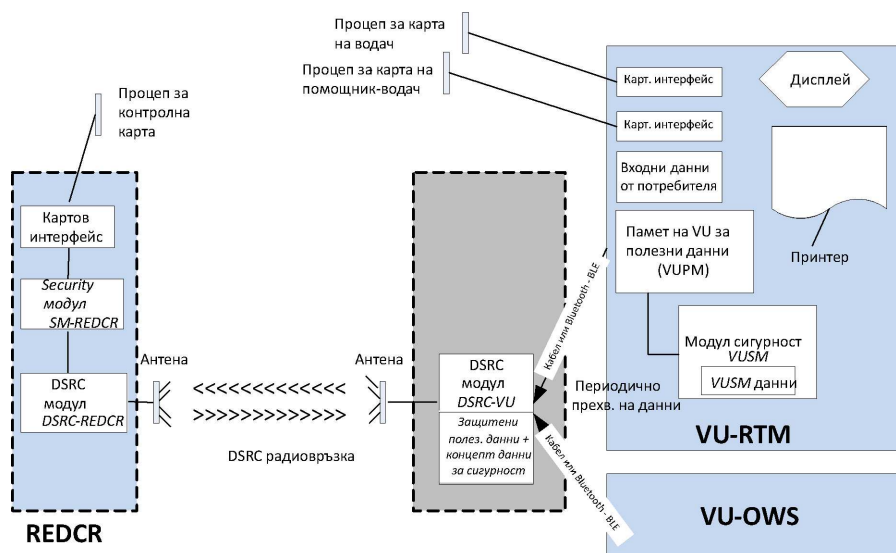 Процеп за карта
на водач
Процеп за карта на
помощник-водач
Процеп за
контролна
карта
Карт. интерфейс
Дисплей
Карт. интерфейс
Входни данни
от потребителя
Картов
интерфейс
Памет на VU за
полезни данни
(VUPM)
Принтер
Security
модул
SM-REDCR
Кабел или Bluetooth - BLE
Модул сигурност
VUSM
VUSM данни
Антена
Антена
DSRC
модул
DSRC-REDCR
<<<<<<<<<<<<
>>>>>>>>>>>>
DSRC радиовръзка
DSRC
модул
DSRC-VU
Защитени
полез. данни +
концепт данни
за сигурност
Периодично
прехв. на данни
Кабел или Bluetooth - BLE
VU-RTM
REDCR
VU-OWS